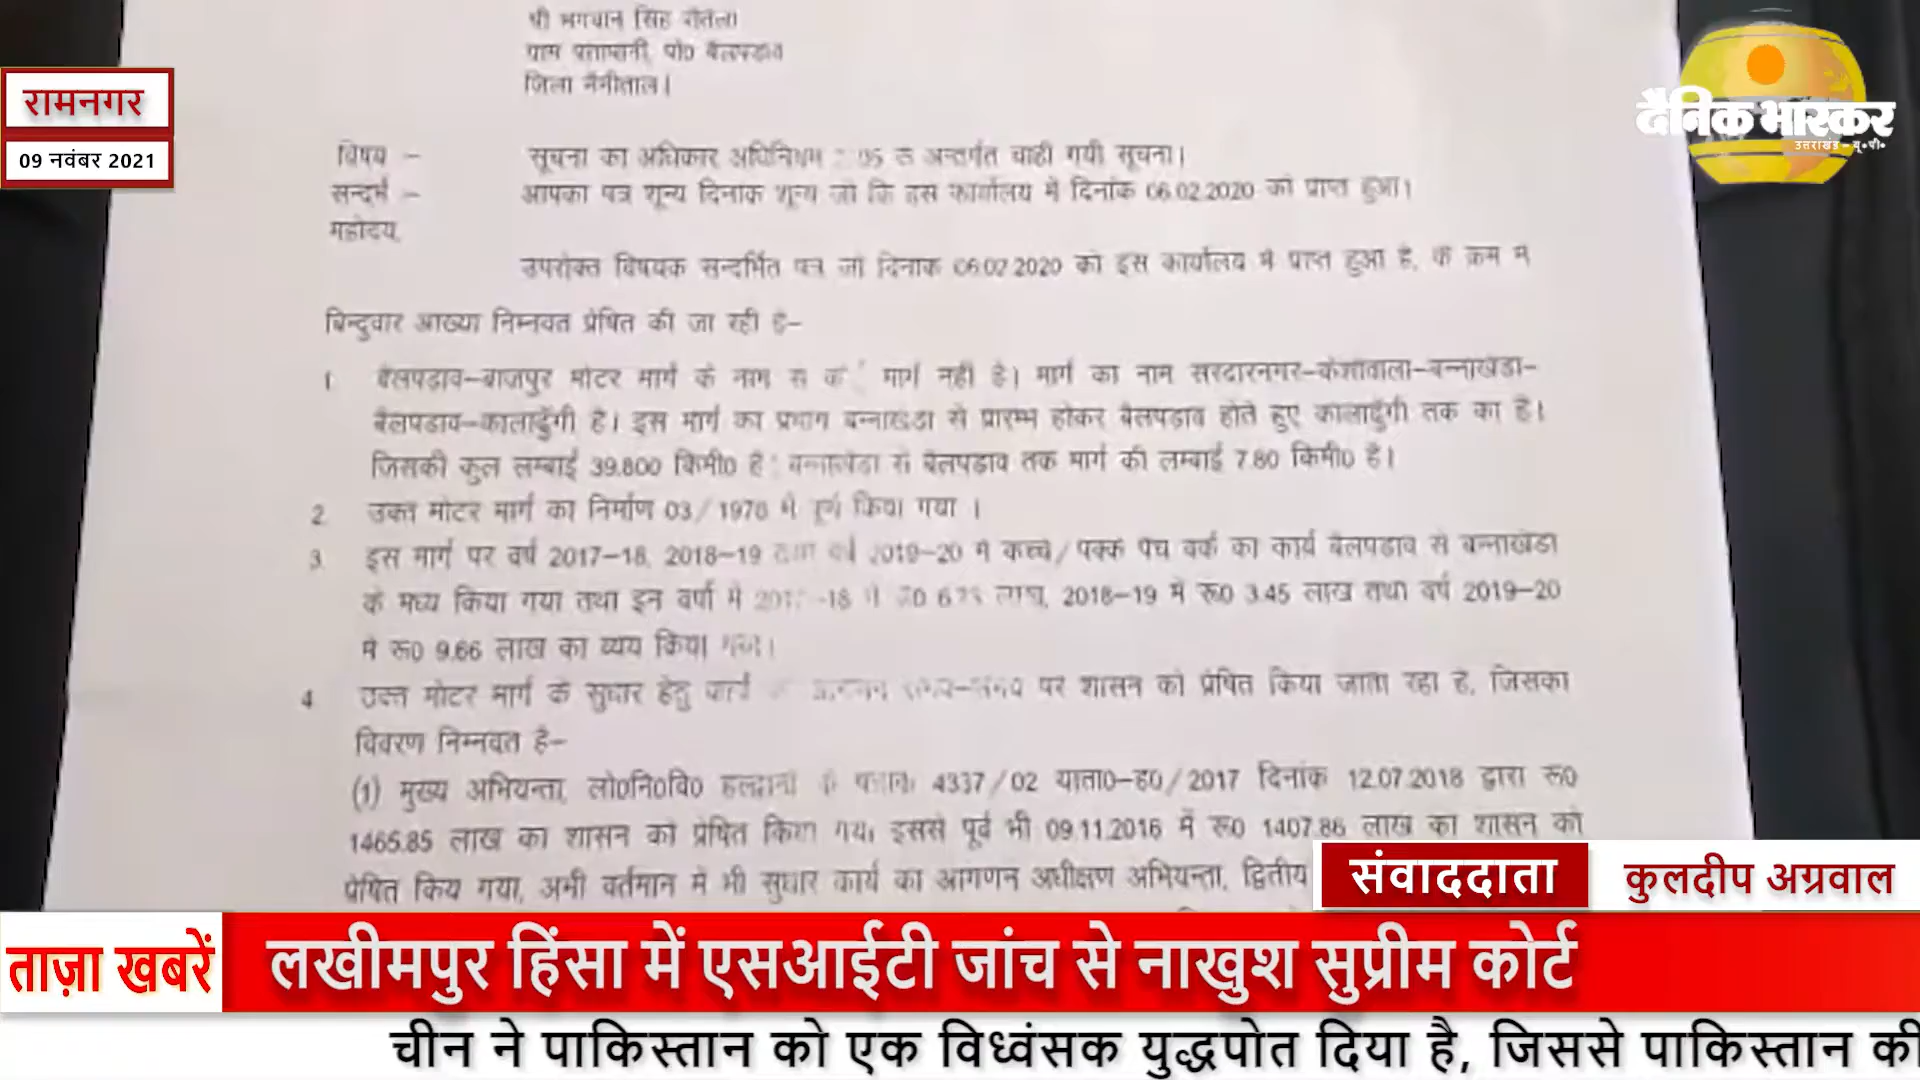 श्री भगवान सिंह रौतेला
जिला नैनीताल।
रामनगर
09 नवंबर 2021
दैनिक भास्कर
उत्तराखंड - यू॰पी॰
विषय – सूचना का अधिकार अधिनियम के अन्तर्गत चाही गयी सूचना।
सन्दर्भ – आपका पत्र शून्य दिनांक शून्य जो कि इस कार्यालय में दिनांक 06.02.2020 को प्राप्त हुआ।
महोदय,
उपरोक्त विषयक सन्दर्भित पत्र जो दिनांक 06.02.2020 को इस कार्यालय में प्राप्त हुआ है, के क्रम में
बिन्दुवार आख्या निम्नवत प्रेषित की जा रही है–
1. बैलपडाव–बाजपुर मोटर मार्ग के नाम से मार्ग नही है। मार्ग का नाम सरदारनगर–केशोवाला–बन्नाखेडा–
बैलपडाव–कालाढुँगी है। इस मार्ग का प्रभाग बन्नाखेडा से प्रारम्भ होकर बैलपडाव होते हुए कालाढुँगी तक का है।
जिसकी कुल लम्बाई 39.800 किमी0 है बन्नाखेडा से बैलपडाव तक मार्ग की लम्बाई 7.80 किमी0 है।
2. उक्त मोटर मार्ग का निर्माण में पूर्ण किया गया ।
3. इस मार्ग पर वर्ष 2017–18, 2018–19 तथा वर्ष 2019–20 में कच्चे/पक्के पैच वर्क का कार्य बैलपडाव से बन्नाखेडा
के मध्य किया गया तथा इन वर्षो में में 2018–19 में रू0 3.45 लाख तथा वर्ष 2019–20
में रू0 9.66 लाख का व्यय किया गया।
4. उक्त मोटर मार्ग के सुधार हेतु कार्य समय–समय पर शासन को प्रेषित किया जाता रहा है, जिसका
विवरण निम्नवत है–
(1) मुख्य अभियन्ता, लो0नि0वि0 हल्द्वानी के पत्रांक 4337/02 याता0–ह0/2017 दिनांक 12.07.2018 द्वारा रू0
1465.85 लाख का शासन को प्रेषित किया गया इससे पूर्व भी 09.11.2016 में रू0 1407.86 लाख का शासन को
प्रेषित किय गया, अभी वर्तमान में भी सुधार कार्य का आगणन अधीक्षण अभियन्ता, द्वितीय
संवाददाता कुलदीप अग्रवाल
ताज़ा खबरें लखीमपुर हिंसा में एसआईटी जांच से नाखुश सुप्रीम कोर्ट
चीन ने पाकिस्तान को एक विध्वंसक युद्धपोत दिया है, जिससे पाकिस्तान की